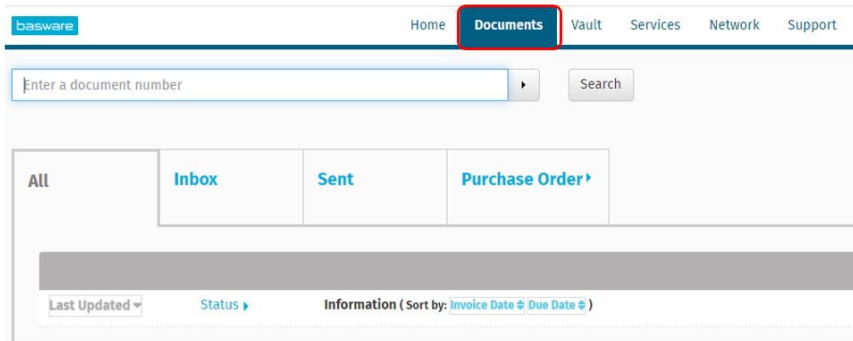 basware Home Documents Vault Services Network Support
Enter a document number Search
All Inbox Sent Purchase Order
Last Updated Status Information ( Sort by: Invoice Date Due Date )